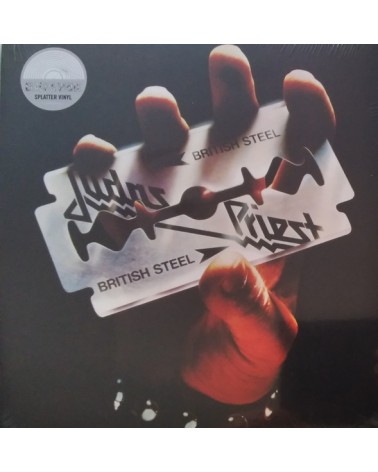 SPLATTER VINYL
BRITISH STEEL
Judas
Priest
BRITISH STEEL